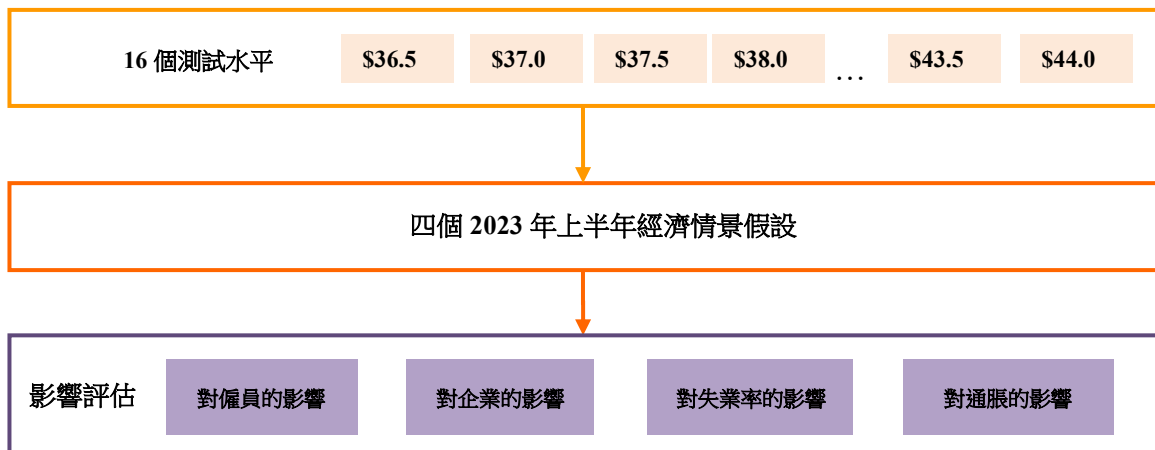 16 個測試水平 $36.5 $37.0 $37.5 $38.0 … $43.5 $44.0
四個 2023 年上半年經濟情景假設
影響評估 對僱員的影響 對企業的影響 對失業率的影響 對通脹的影響